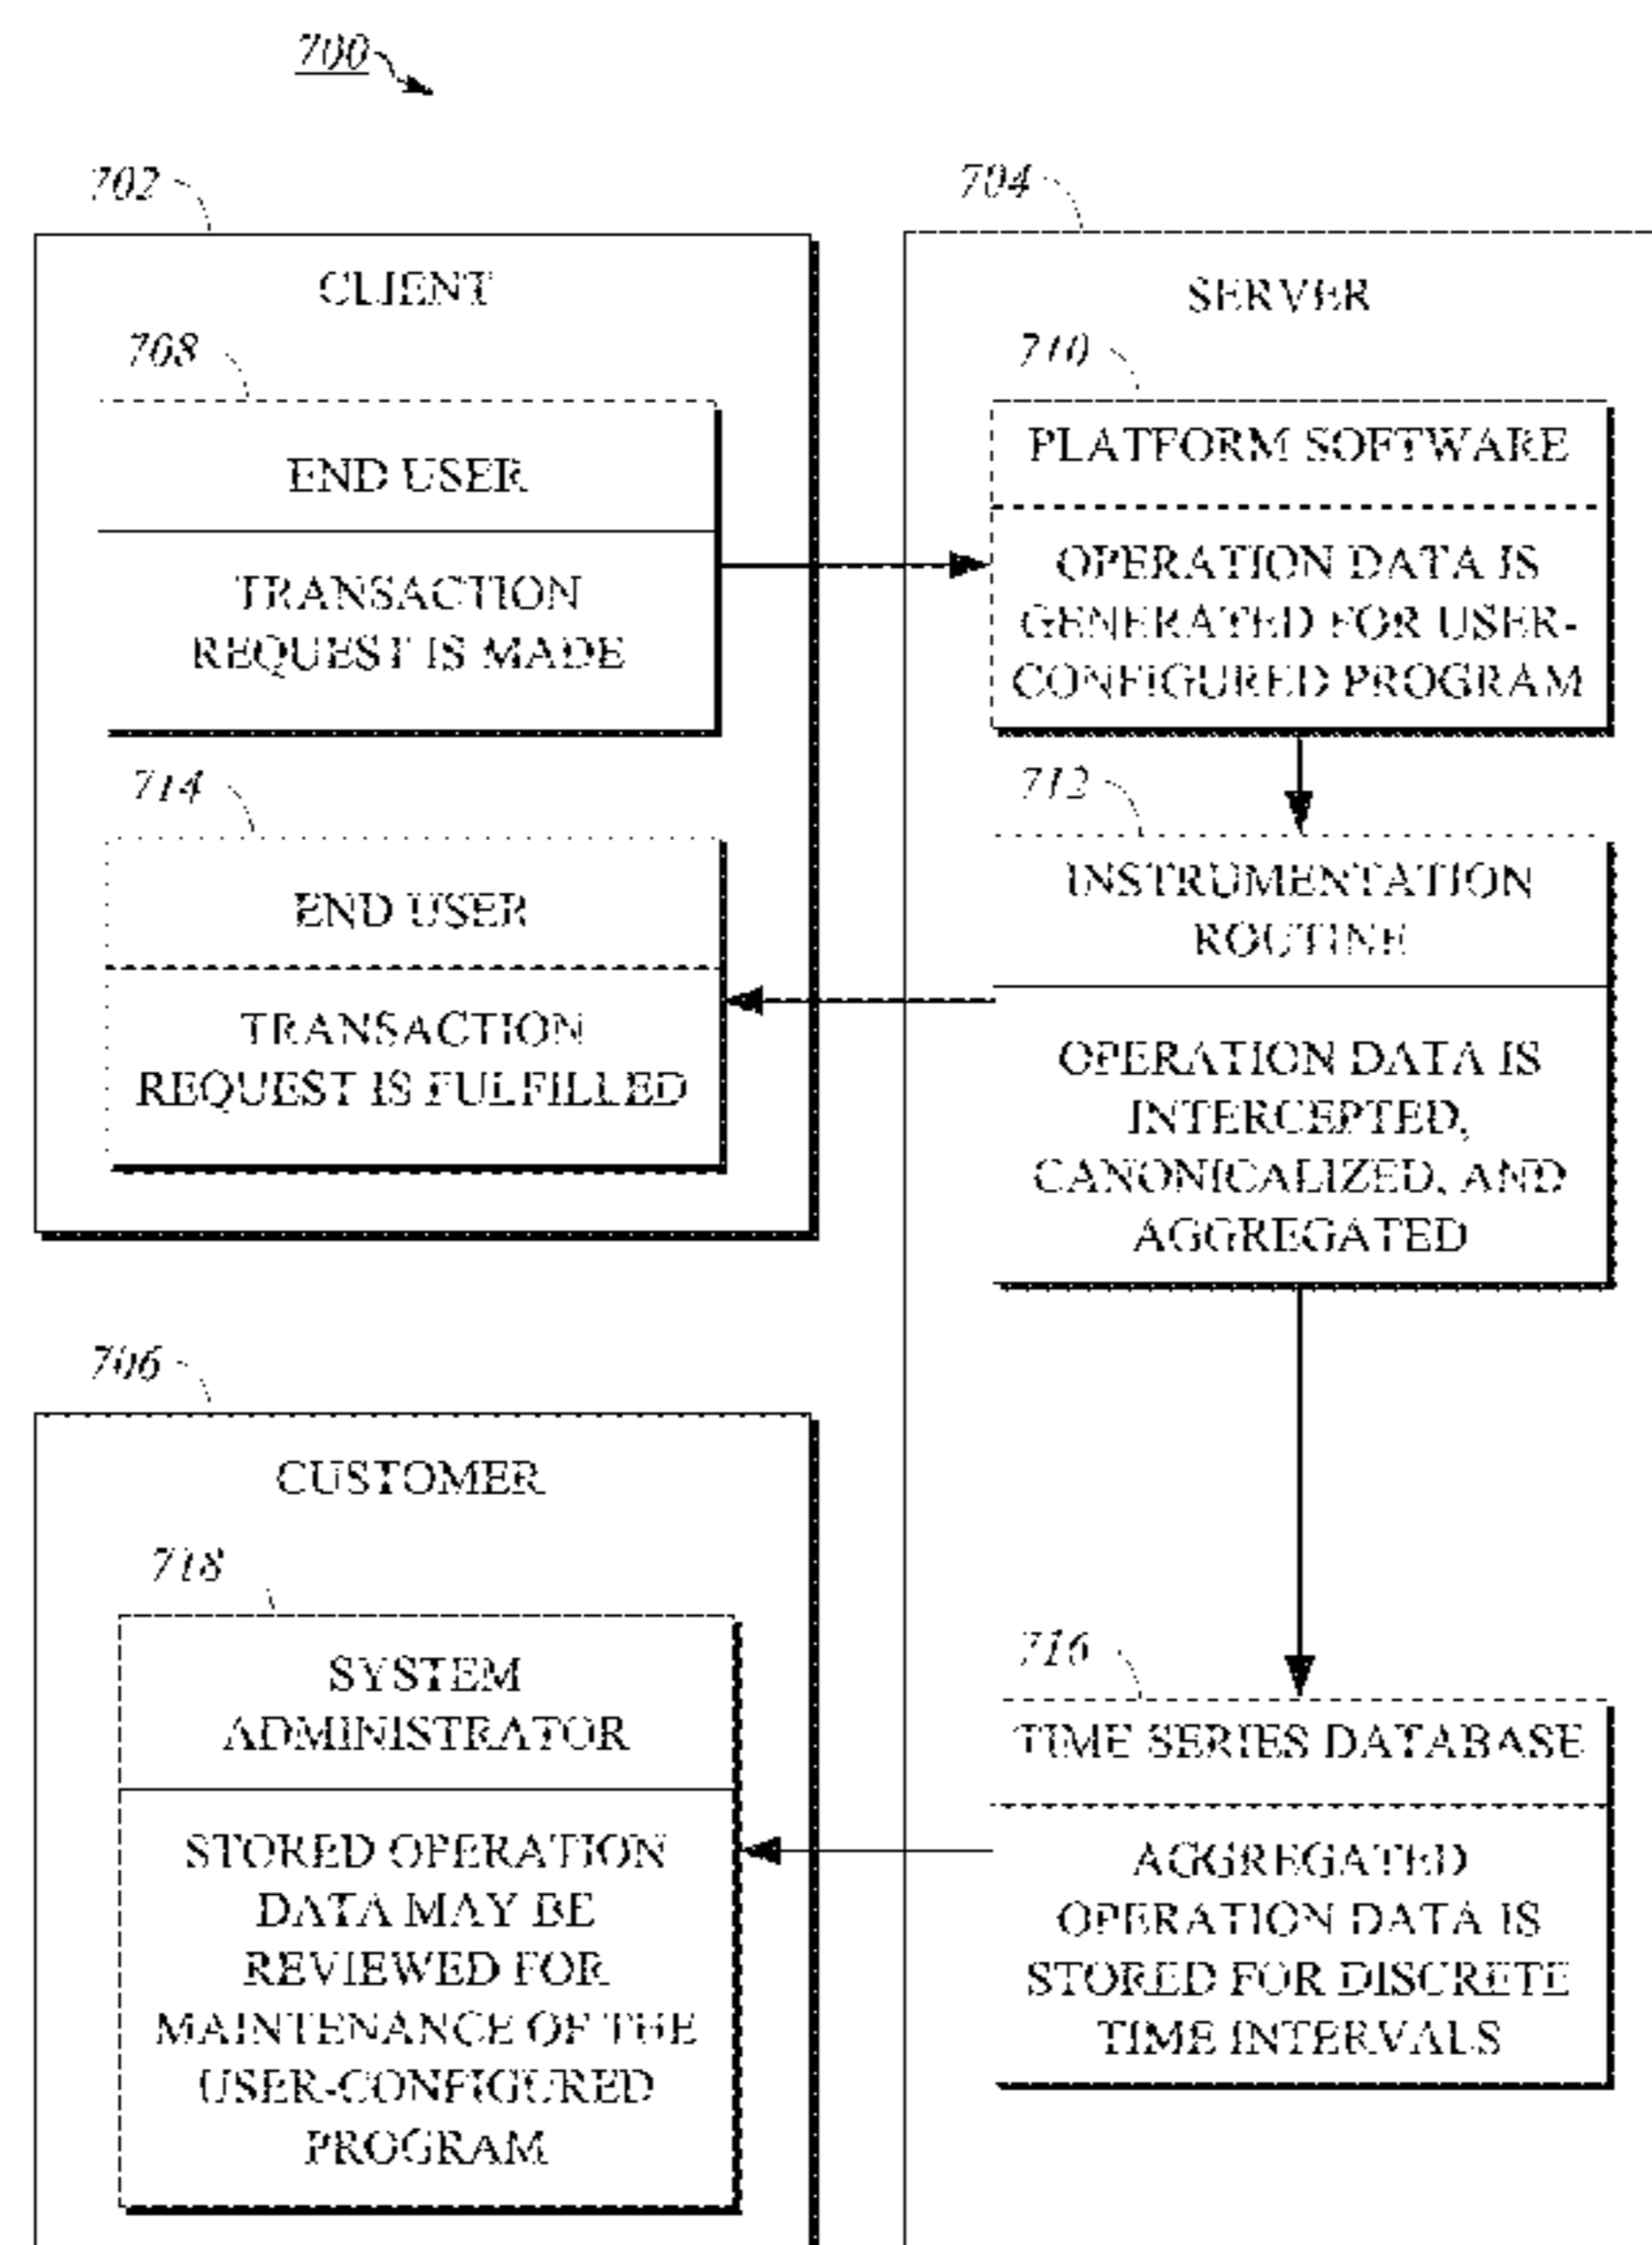 700
702
CLIENT
708
END USER
TRANSACTION
REQUEST IS MADE
714
END USER
TRANSACTION
REQUEST IS FULFILLED
704
SERVER
710
PLATFORM SOFTWARE
OPERATION DATA IS
GENERATED FOR USER-
CONFIGURED PROGRAM
712
INSTRUMENTATION
ROUTINE
OPERATION DATA IS
INTERCEPTED,
CANONICALIZED, AND
AGGREGATED
716
TIME SERIES DATABASE
AGGREGATED
OPERATION DATA IS
STORED FOR DISCRETE
TIME INTERVALS
706
CUSTOMER
718
SYSTEM
ADMINISTRATOR
STORED OPERATION
DATA MAY BE
REVIEWED FOR
MAINTENANCE OF THE
USER-CONFIGURED
PROGRAM